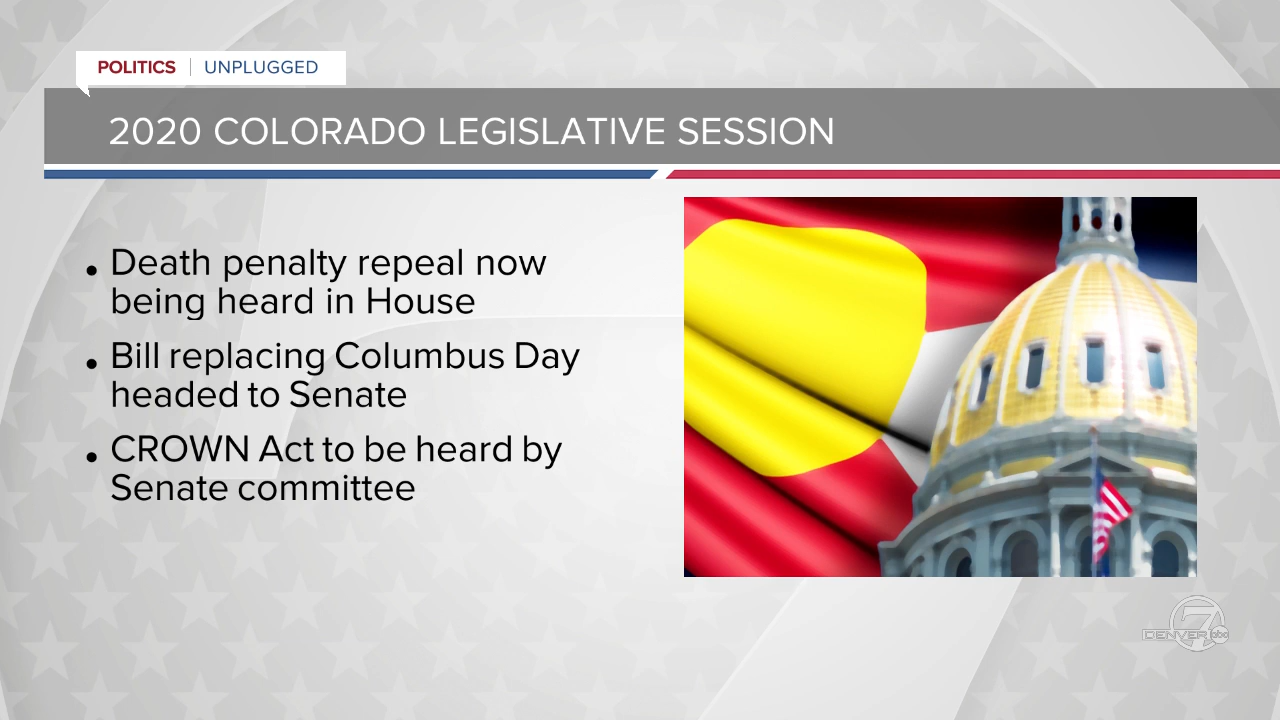 POLITICS | UNPLUGGED
2020 COLORADO LEGISLATIVE SESSION
• Death penalty repeal now
being heard in House
• Bill replacing Columbus Day
headed to Senate
• CROWN Act to be heard by
Senate committee
7
DENVER abc